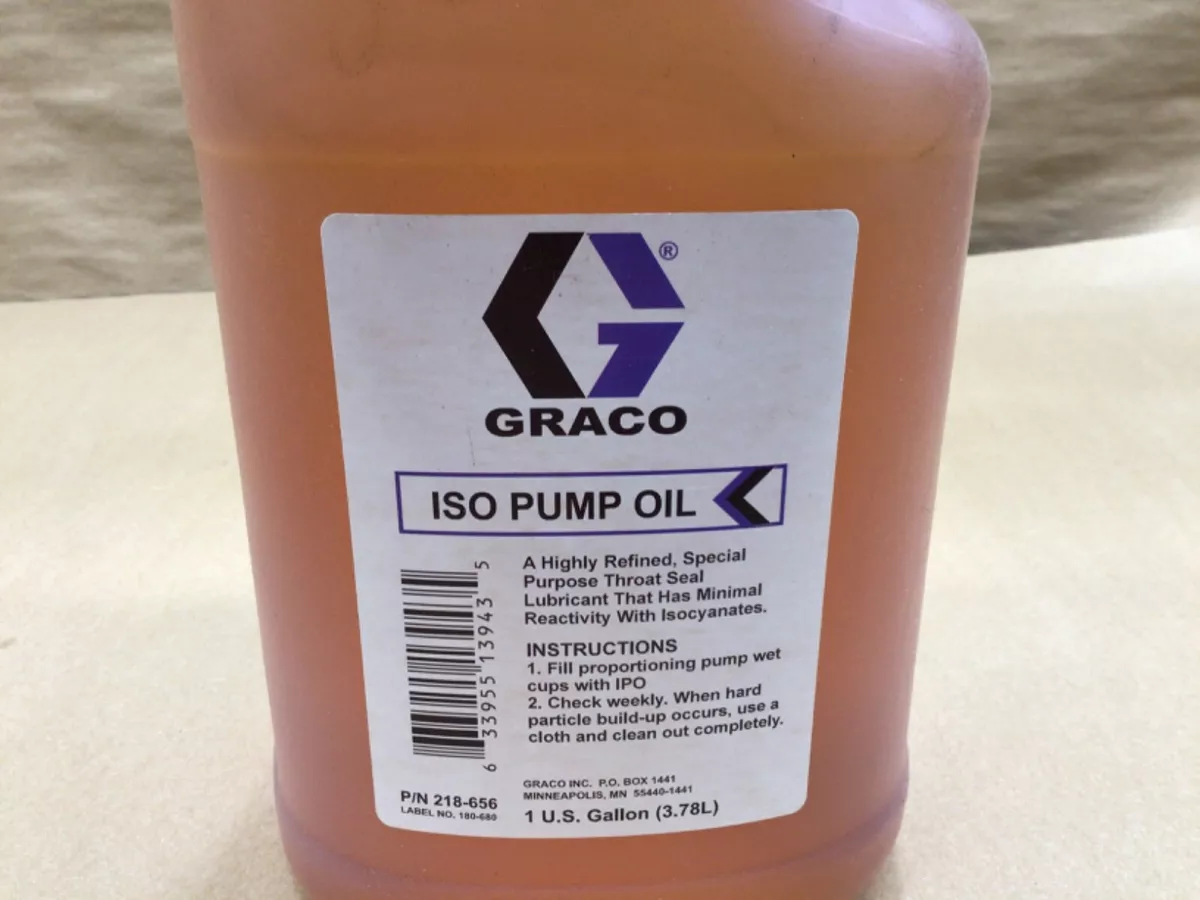 ®
GRACO
ISO PUMP OIL
A Highly Refined, Special
Purpose Throat Seal
Lubricant That Has Minimal
Reactivity With Isocyanates.
INSTRUCTIONS
1. Fill proportioning pump wet
cups with IPO
2. Check weekly. When hard
particle build-up occurs, use a
cloth and clean out completely.
6 33955 13943 5
P/N 218-656
LABEL NO. 180-680
GRACO INC. P.O. BOX 1441
MINNEAPOLIS, MN 55440-1441
1 U.S. Gallon (3.78L)